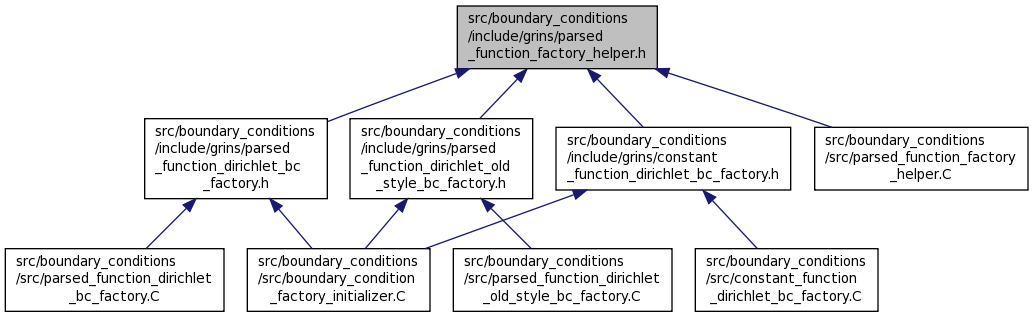 src/boundary_conditions
/include/grins/parsed
_function_factory_helper.h
src/boundary_conditions
/include/grins/parsed
_function_dirichlet_bc
_factory.h
src/boundary_conditions
/include/grins/parsed
_function_dirichlet_old
_style_bc_factory.h
src/boundary_conditions
/include/grins/constant
_function_dirichlet_bc_factory.h
src/boundary_conditions
/src/parsed_function_factory
_helper.C
src/boundary_conditions
/src/parsed_function_dirichlet
_bc_factory.C
src/boundary_conditions
/src/boundary_condition
_factory_initializer.C
src/boundary_conditions
/src/parsed_function_dirichlet
_old_style_bc_factory.C
src/boundary_conditions
/src/constant_function
_dirichlet_bc_factory.C